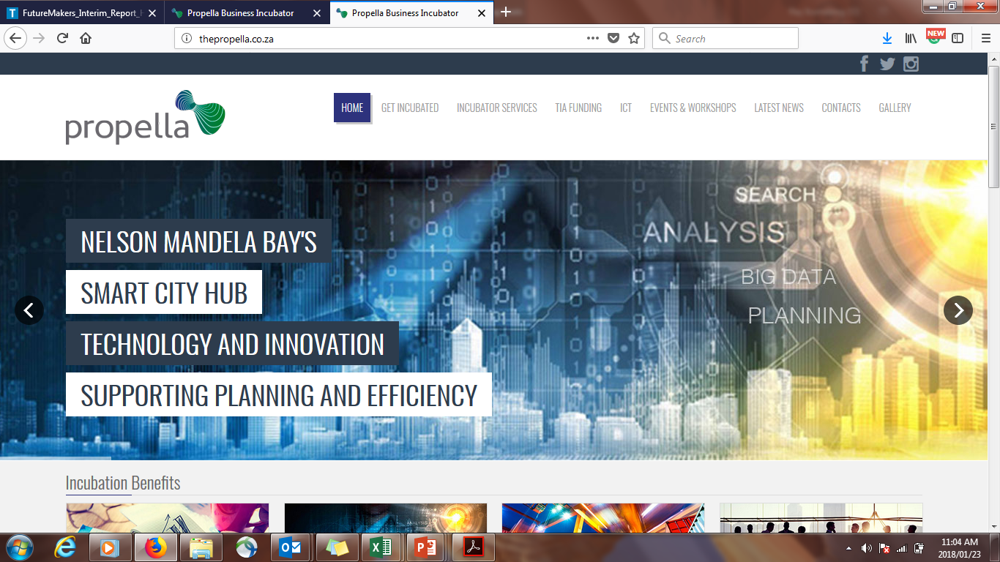 FutureMakers_Interim_Report_H
Propella Business Incubator
Propella Business Incubator
thepropella.co.za
Search
NEW
propella
HOME
GET INCUBATED
INCUBATOR SERVICES
TIA FUNDING
ICT
EVENTS & WORKSHOPS
LATEST NEWS
CONTACTS
GALLERY
SEARCH
ANALYSIS
BIG DATA
PLANNING
NELSON MANDELA BAY'S
SMART CITY HUB
TECHNOLOGY AND INNOVATION
SUPPORTING PLANNING AND EFFICIENCY
Incubation Benefits
ANALYSIS
11:04 AM
2018/01/23